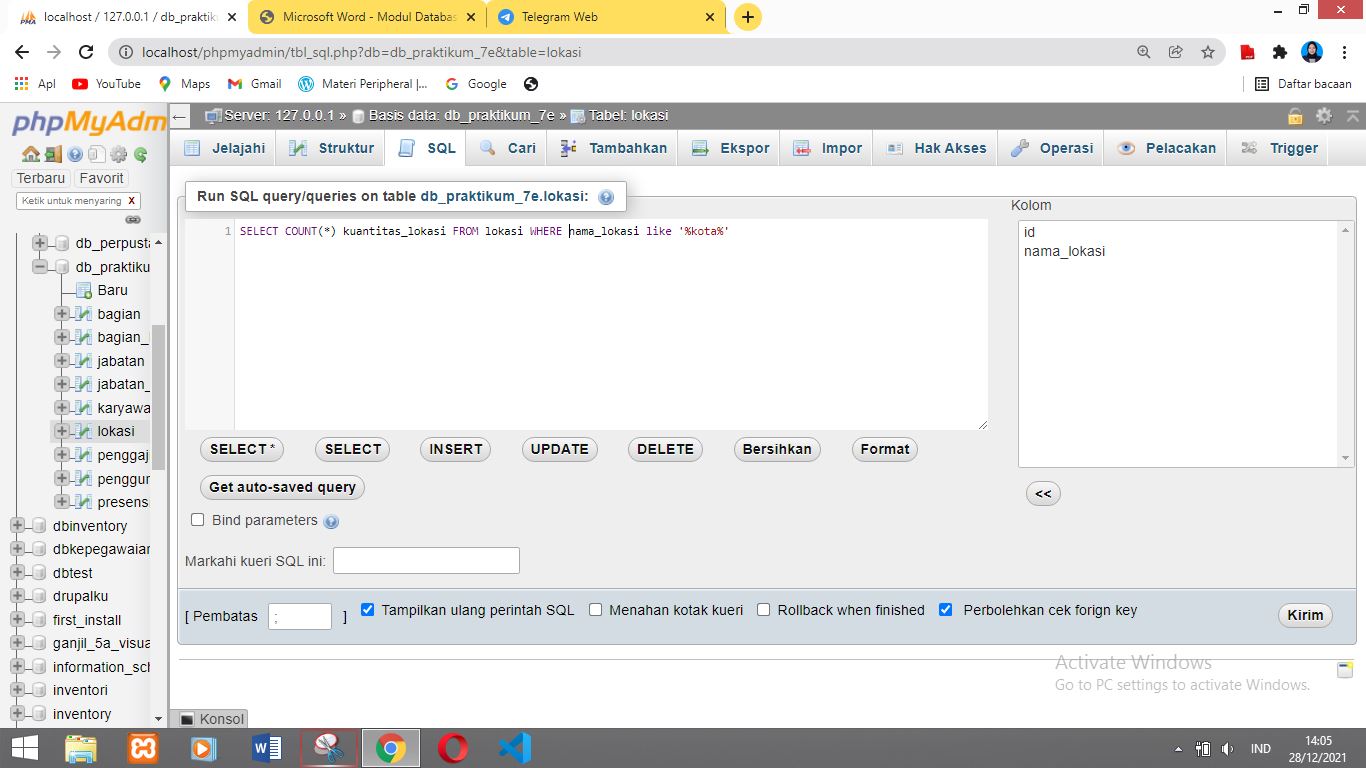 localhost / 127.0.0.1 / db_praktik
Microsoft Word - Modul Databas
Telegram Web
localhost/phpmyadmin/tbl_sql.php?db=db_praktikum_7e&table=lokasi
Apl
YouTube
Maps
Gmail
Materi Peripheral |...
Google
Daftar bacaan
phpMyAdm
Server: 127.0.0.1 » Basis data: db_praktikum_7e » Tabel: lokasi
Jelajahi
Struktur
SQL
Cari
Tambahkan
Ekspor
Impor
Hak Akses
Operasi
Pelacakan
Trigger
Terbaru
Favorit
Ketik untuk menyaring X
db_perpusta
db_praktiku
Baru
bagian
bagian_
jabatan
jabatan_
karyawa
lokasi
penggaj
penggur
presens
dbinventory
dbkepegawaiar
dbtest
drupalku
first_install
ganjil_5a_visua
information_sch
inventori
inventory
Run SQL query/queries on table db_praktikum_7e.lokasi:
1 SELECT COUNT(*) kuantitas_lokasi FROM lokasi WHERE nama_lokasi like '%kota%'
Kolom
id
nama_lokasi
SELECT *
SELECT
INSERT
UPDATE
DELETE
Bersihkan
Format
Get auto-saved query
<<
Bind parameters
Markahi kueri SQL ini:
[ Pembatas ; ]
Tampilkan ulang perintah SQL
Menahan kotak kueri
Rollback when finished
Perbolehkan cek forign key
Kirim
Activate Windows
Go to PC settings to activate Windows.
Konsol
IND
14:05
28/12/2021